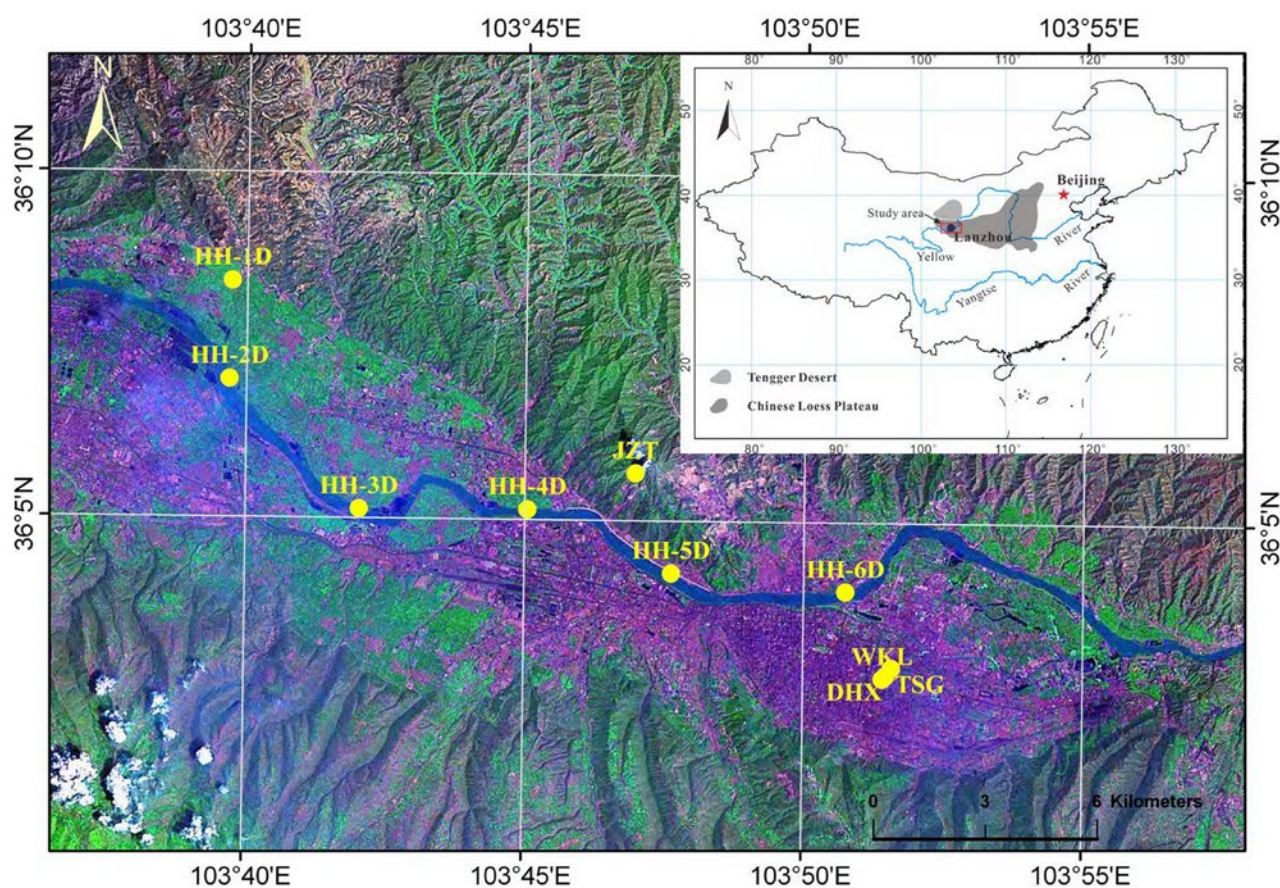 103°40'E
103°45'E
103°50'E
103°55'E
N
36°10'N
36°10'N
80°
90°
100°
110°
120°
130°
N
50°
50°
40°
40°
30°
30°
20°
20°
Beijing
Study area
Lanzhou
Yellow
River
Yangtse
River
Tengger Desert
Chinese Loess Plateau
80°
90°
100°
110°
120°
130°
HH-1D
HH-2D
JZT
HH-3D
HH-4D
36°5'N
36°5'N
HH-5D
HH-6D
WKL
DHX
TSG
0 3 6 Kilometers
103°40'E
103°45'E
103°50'E
103°55'E